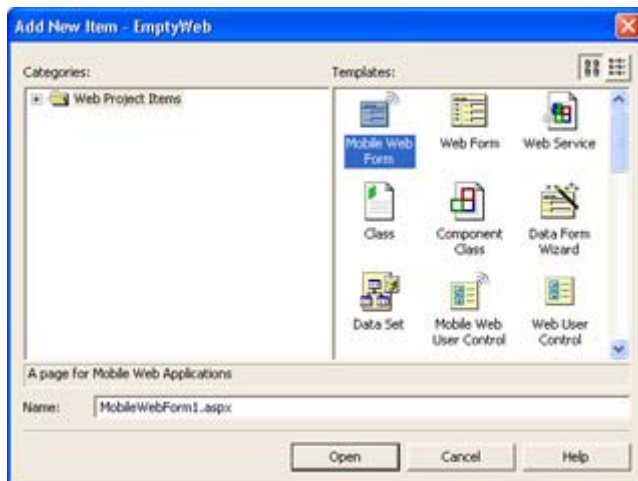 Add New Item - EmptyWeb
Categories:
Templates:
Web Project Items
Mobile Web
Form
Web Form
Web Service
Class
Component
Class
Data Form
Wizard
Data Set
Mobile Web
User Control
Web User
Control
A page for Mobile Web Applications
Name:
MobileWebForm1.aspx
Open
Cancel
Help